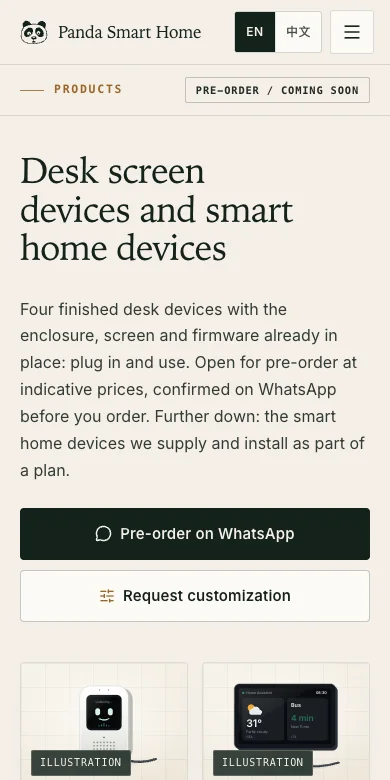 Panda Smart Home
EN
中文
PRODUCTS
PRE-ORDER / COMING SOON
Desk screen
devices and smart
home devices
Four finished desk devices with the
enclosure, screen and firmware already in
place: plug in and use. Open for pre-order at
indicative prices, confirmed on WhatsApp
before you order. Further down: the smart
home devices we supply and install as part of
a plan.
Pre-order on WhatsApp
Request customization
ILLUSTRATION
31°
Bus
4 min
ILLUSTRATION